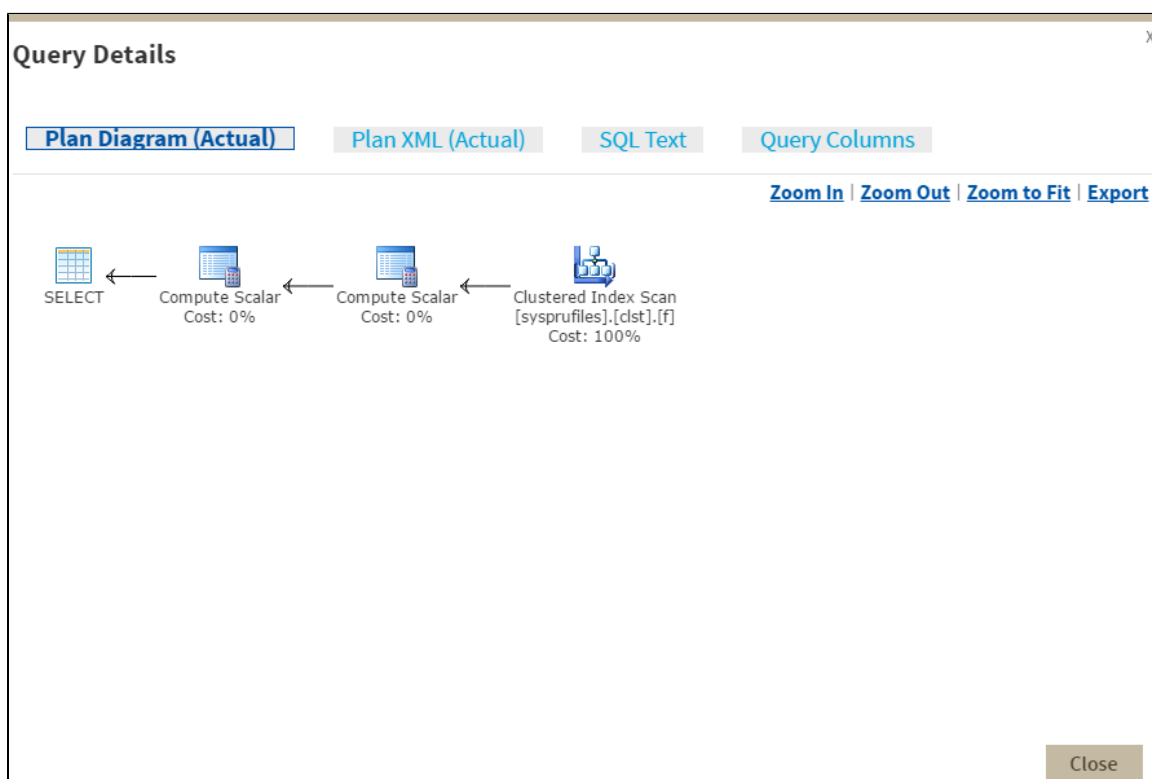 X
Query Details
Plan Diagram (Actual) Plan XML (Actual) SQL Text Query Columns
Zoom In | Zoom Out | Zoom to Fit | Export
SELECT
Compute Scalar
Cost: 0%
Compute Scalar
Cost: 0%
Clustered Index Scan
[sysprufiles].[clst].[f]
Cost: 100%
Close